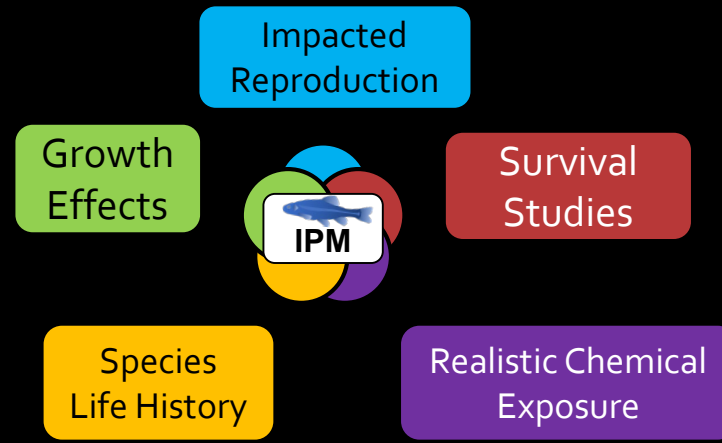 Impacted
Reproduction
Growth
Effects
Survival
Studies
IPM
Species
Life History
Realistic Chemical
Exposure